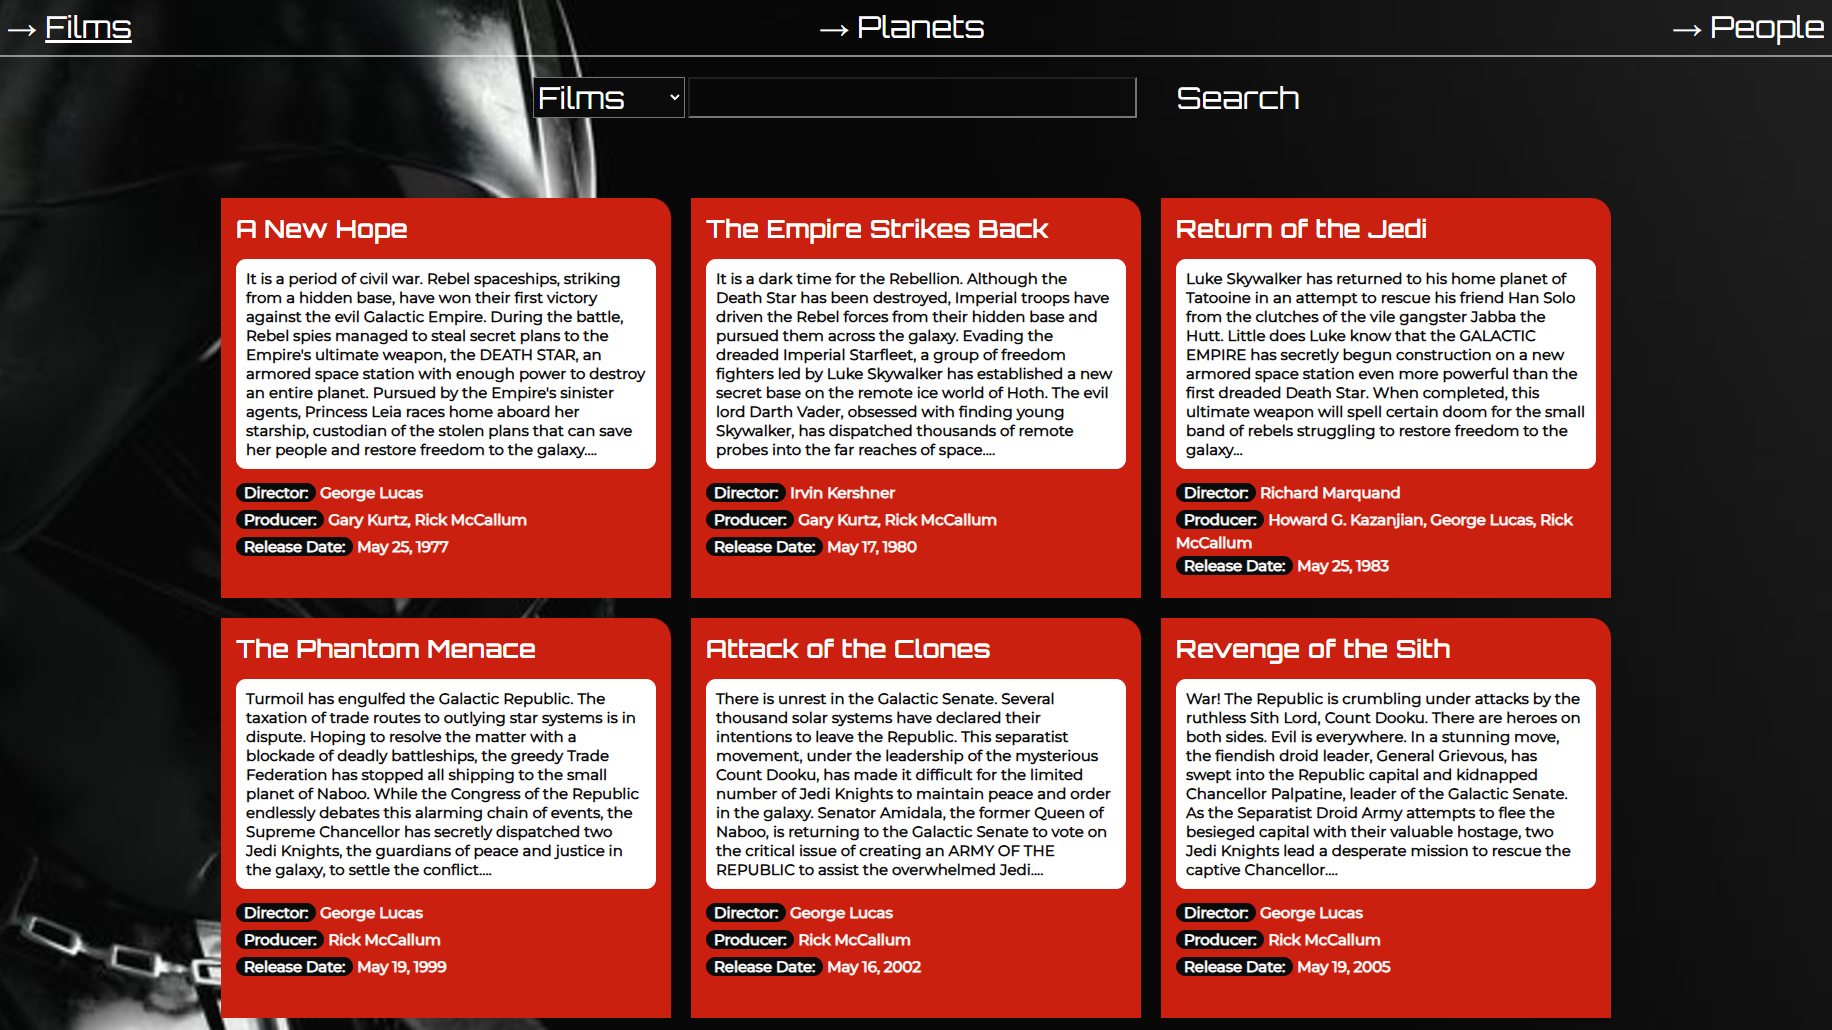 → Films
→ Planets
→ People
Films
Search
A New Hope
It is a period of civil war. Rebel spaceships, striking
from a hidden base, have won their first victory
against the evil Galactic Empire. During the battle,
Rebel spies managed to steal secret plans to the
Empire's ultimate weapon, the DEATH STAR, an
armored space station with enough power to destroy
an entire planet. Pursued by the Empire's sinister
agents, Princess Leia races home aboard her
starship, custodian of the stolen plans that can save
her people and restore freedom to the galaxy....
Director: George Lucas
Producer: Gary Kurtz, Rick McCallum
Release Date: May 25, 1977
The Empire Strikes Back
It is a dark time for the Rebellion. Although the
Death Star has been destroyed, Imperial troops have
driven the Rebel forces from their hidden base and
pursued them across the galaxy. Evading the
dreaded Imperial Starfleet, a group of freedom
fighters led by Luke Skywalker has established a new
secret base on the remote ice world of Hoth. The evil
lord Darth Vader, obsessed with finding young
Skywalker, has dispatched thousands of remote
probes into the far reaches of space....
Director: Irvin Kershner
Producer: Gary Kurtz, Rick McCallum
Release Date: May 17, 1980
Return of the Jedi
Luke Skywalker has returned to his home planet of
Tatooine in an attempt to rescue his friend Han Solo
from the clutches of the vile gangster Jabba the
Hutt. Little does Luke know that the GALACTIC
EMPIRE has secretly begun construction on a new
armored space station even more powerful than the
first dreaded Death Star. When completed, this
ultimate weapon will spell certain doom for the small
band of rebels struggling to restore freedom to the
galaxy...
Director: Richard Marquand
Producer: Howard G. Kazanjian, George Lucas, Rick
McCallum
Release Date: May 25, 1983
The Phantom Menace
Turmoil has engulfed the Galactic Republic. The
taxation of trade routes to outlying star systems is in
dispute. Hoping to resolve the matter with a
blockade of deadly battleships, the greedy Trade
Federation has stopped all shipping to the small
planet of Naboo. While the Congress of the Republic
endlessly debates this alarming chain of events, the
Supreme Chancellor has secretly dispatched two
Jedi Knights, the guardians of peace and justice in
the galaxy, to settle the conflict....
Director: George Lucas
Producer: Rick McCallum
Release Date: May 19, 1999
Attack of the Clones
There is unrest in the Galactic Senate. Several
thousand solar systems have declared their
intentions to leave the Republic. This separatist
movement, under the leadership of the mysterious
Count Dooku, has made it difficult for the limited
number of Jedi Knights to maintain peace and order
in the galaxy. Senator Amidala, the former Queen of
Naboo, is returning to the Galactic Senate to vote on
the critical issue of creating an ARMY OF THE
REPUBLIC to assist the overwhelmed Jedi....
Director: George Lucas
Producer: Rick McCallum
Release Date: May 16, 2002
Revenge of the Sith
War! The Republic is crumbling under attacks by the
ruthless Sith Lord, Count Dooku. There are heroes on
both sides. Evil is everywhere. In a stunning move,
the fiendish droid leader, General Grievous, has
swept into the Republic capital and kidnapped
Chancellor Palpatine, leader of the Galactic Senate.
As the Separatist Droid Army attempts to flee the
besieged capital with their valuable hostage, two
Jedi Knights lead a desperate mission to rescue the
captive Chancellor....
Director: George Lucas
Producer: Rick McCallum
Release Date: May 19, 2005